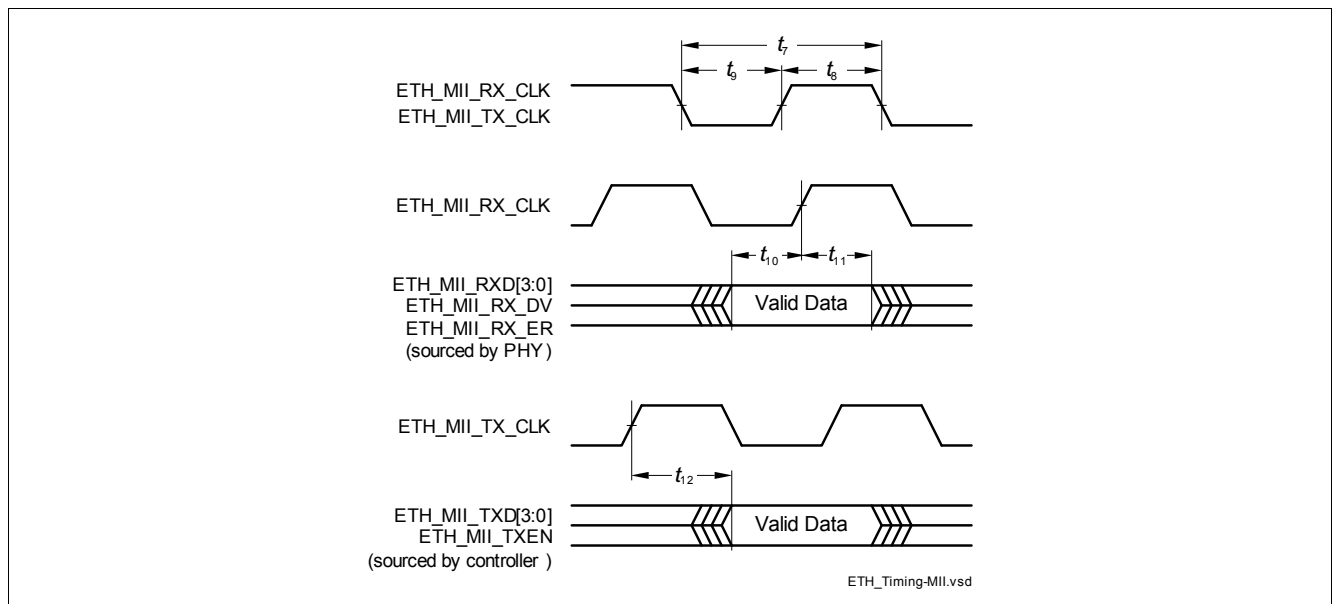 t7
t9
t8
ETH_MII_RX_CLK
ETH_MII_TX_CLK
ETH_MII_RX_CLK
t10
t11
ETH_MII_RXD[3:0]
ETH_MII_RX_DV
Valid Data
ETH_MII_RX_ER
(sourced by PHY )
ETH_MII_TX_CLK
t12
ETH_MII_TXD[3:0]
Valid Data
ETH_MII_TXEN
(sourced by controller )
ETH_Timing-MII.vsd